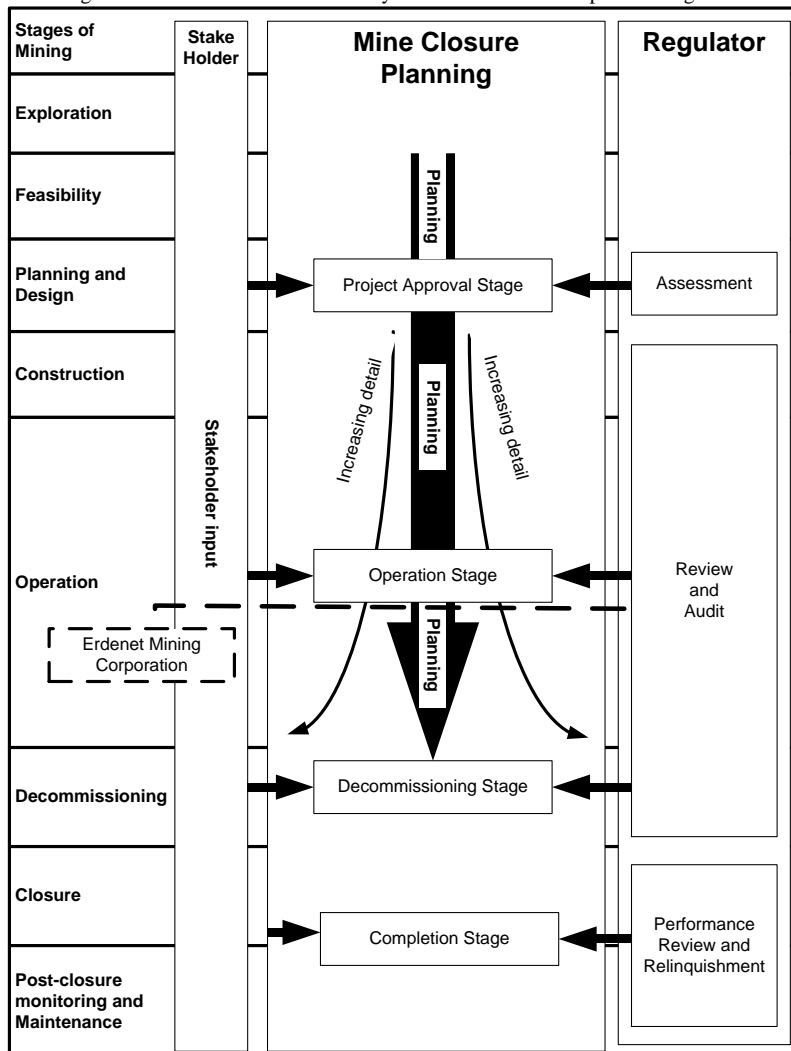 Stages of
Mining
Stake
Holder
Mine Closure
Planning
Regulator
Exploration
Feasibility
Planning
Planning and
Design
Project Approval Stage
Assessment
Construction
Increasing detail
Planning
Increasing detail
Stakeholder input
Operation
Operation Stage
Review
and
Audit
Erdenet Mining
Corporation
Planning
Decommissioning
Decommissioning Stage
Closure
Completion Stage
Performance
Review and
Relinquishment
Post-closure
monitoring and
Maintenance